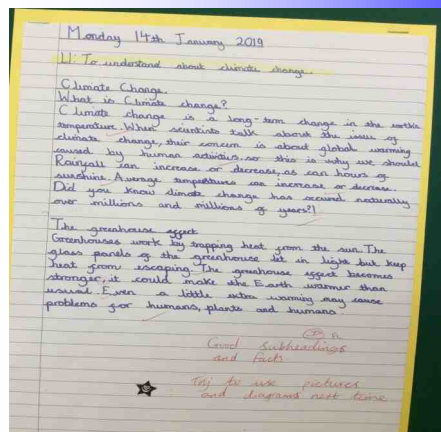 Monday 14th January 2019
LI: To understand about climate change.
Climate Change.
What is Climate change?
Climate change is a long-term change in the earth's
temperature. When scientists talk about the issue of
climate change, their concern is about global warming
caused by human activities, so this is why we should
Rainfall can increase or decrease, as can hours of
sunshine. Average temperatures can increase or decrease.
Did you know climate change has occured naturally
over millions and millions of years?!
The greenhouse effect
Greenhouses work by trapping heat from the sun. The
glass panels of the greenhouse let in light but keep
heat from escaping. The greenhouse effect becomes
stronger, it could make the Earth warmer than
usual. Even a little extra warming may cause
problems for humans, plants and humans.
Good subheadings
and facts
Try to use pictures
and diagrams next time